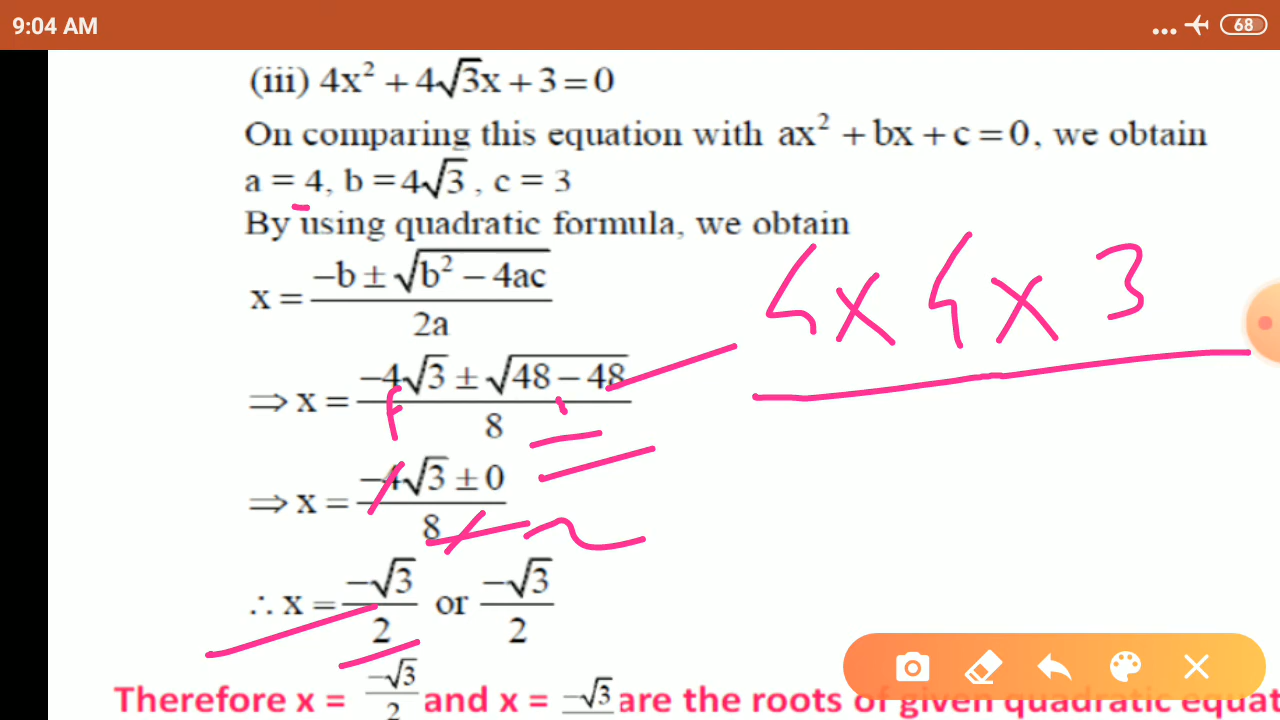 9:04 AM 68
(iii) 4x² + 4√3x + 3 = 0
On comparing this equation with ax² + bx + c = 0, we obtain
a = 4, b = 4√3 , c = 3
By using quadratic formula, we obtain
x = (-b ± √(b² - 4ac)) / 2a
4 x 4 x 3
⇒ x = (-4√3 ± √(48 - 48)) / 8
⇒ x = (-4√3 ± 0) / 8
∴ x = -√3 / 2 or -√3 / 2
Therefore x = -√3 / 2 and x = -√3 are the roots of given quadratic equat